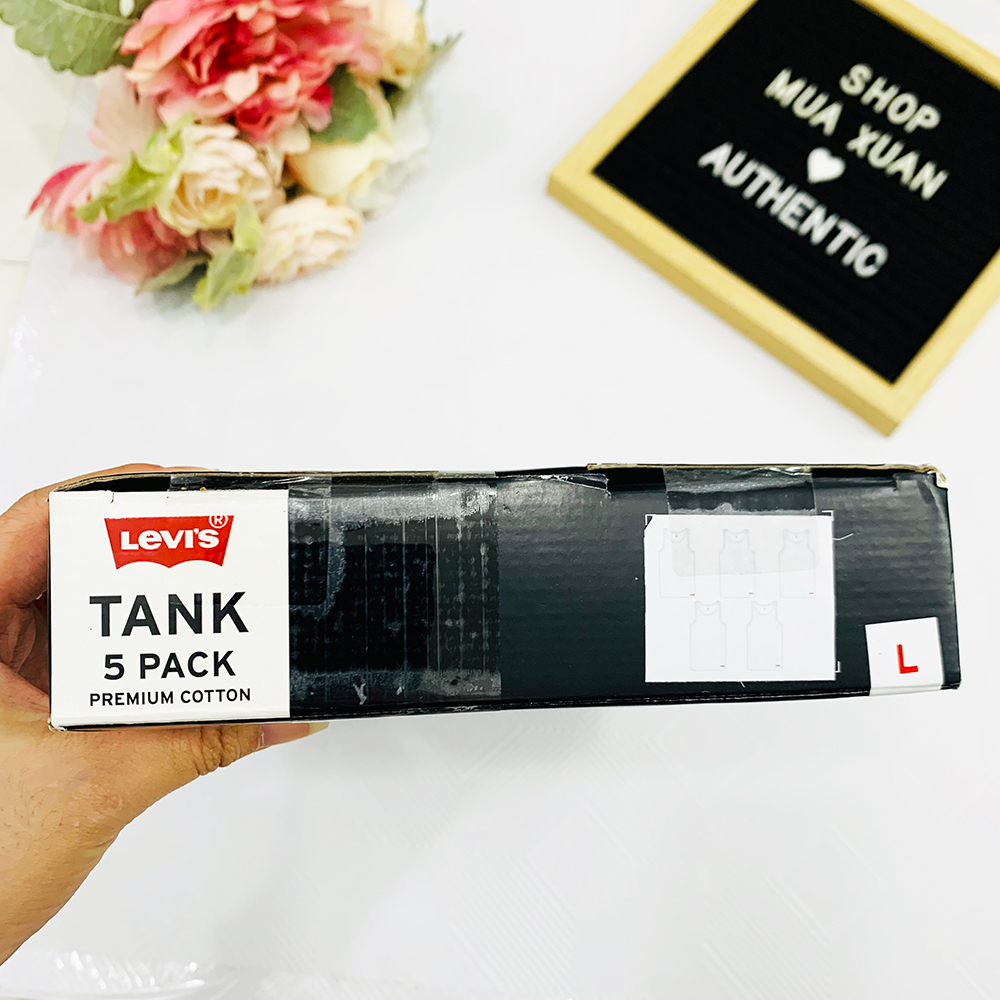 SHOP
MUA XUAN
AUTHENTIC
LEVI'S®
TANK
5 PACK
PREMIUM COTTON
L